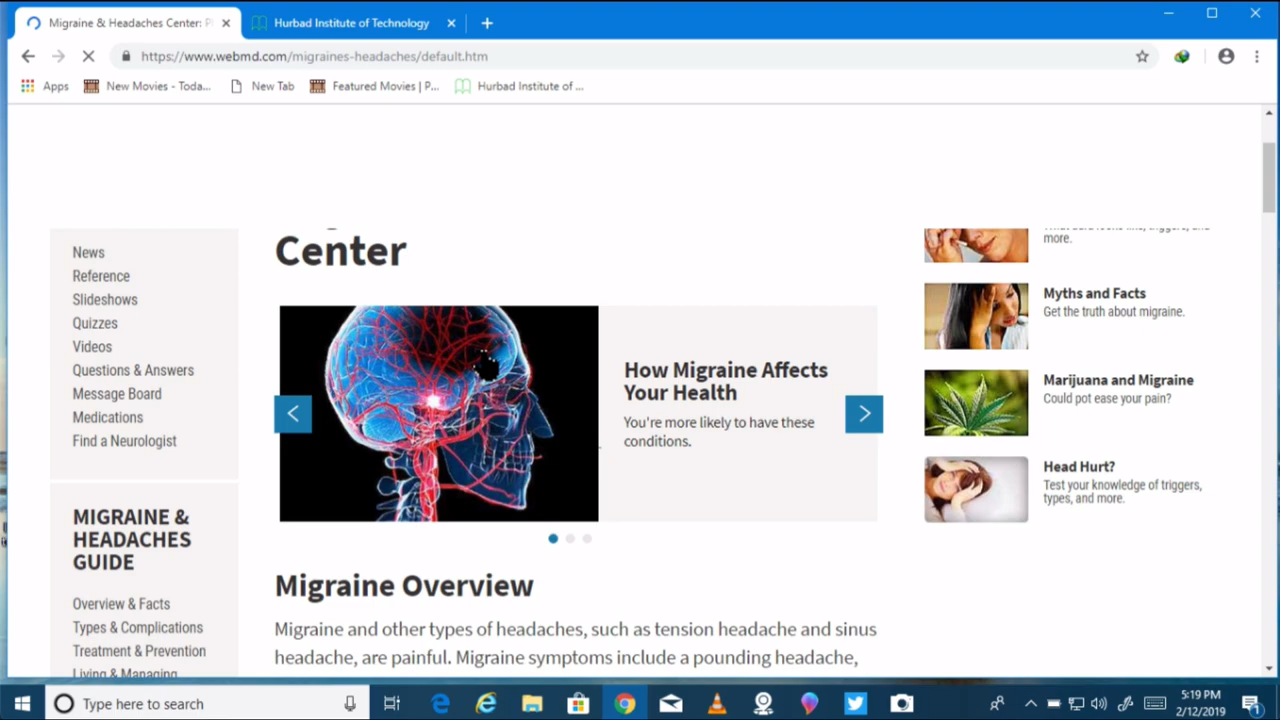 Migraine & Headaches Center: P
Hurbad Institute of Technology
https://www.webmd.com/migraines-headaches/default.htm
Apps
New Movies - Toda...
New Tab
Featured Movies | P...
Hurbad Institute of ...
News
Reference
Slideshows
Quizzes
Videos
Questions & Answers
Message Board
Medications
Find a Neurologist
MIGRAINE &
HEADACHES
GUIDE
Overview & Facts
Types & Complications
Treatment & Prevention
Living & Managing
Center
How Migraine Affects
Your Health
You're more likely to have these
conditions.
Migraine Overview
Migraine and other types of headaches, such as tension headache and sinus
headache, are painful. Migraine symptoms include a pounding headache,
more.
Myths and Facts
Get the truth about migraine.
Marijuana and Migraine
Could pot ease your pain?
Head Hurt?
Test your knowledge of triggers,
types, and more.
Type here to search
5:19 PM
2/12/2019
1